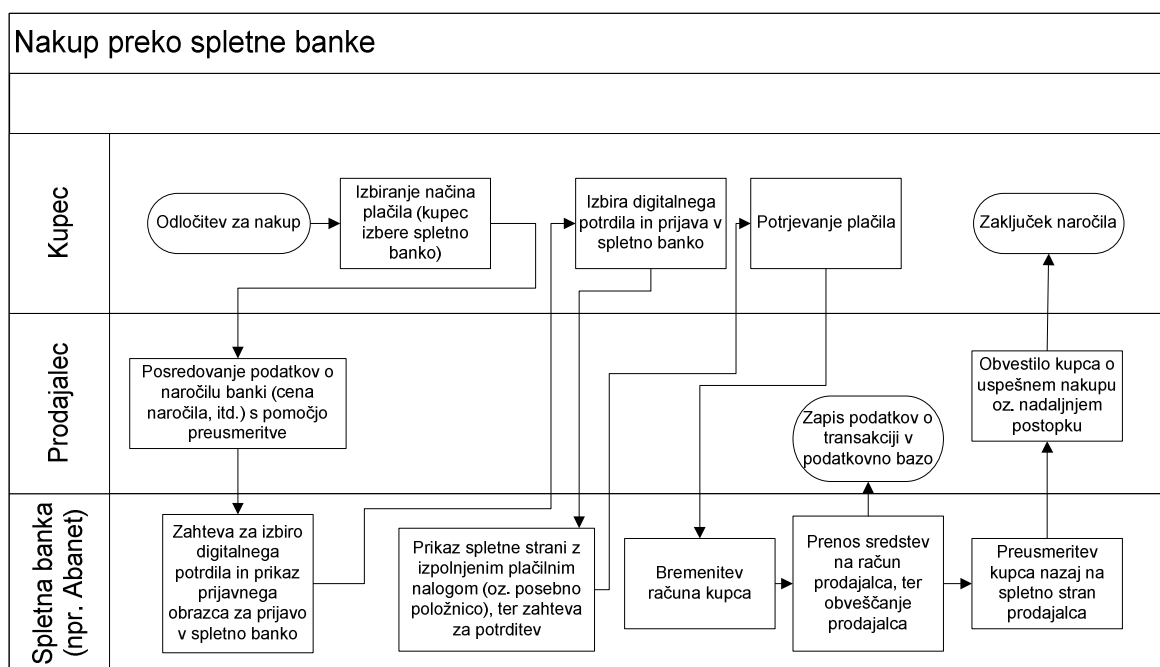 Nakup preko spletne banke
Kupec
Odločitev za nakup
Izbiranje načina
plačila (kupec
izbere spletno
banko)
Izbira digitalnega
potrdila in prijava v
spletno banko
Potrjevanje plačila
Zaključek naročila
Prodajalec
Posredovanje podatkov o
naročilu banki (cena
naročila, itd.) s pomočjo
preusmeritve
Zapis podatkov o
transakciji v
podatkovno bazo
Obvestilo kupca o
uspešnem nakupu
oz. nadaljnjem
postopku
Spletna banka
(npr. Abanet)
Zahteva za izbiro
digitalnega
potrdila in prikaz
prijavnega
obrazca za prijavo
v spletno banko
Prikaz spletne strani z
izpolnjenim plačilnim
nalogom (oz. posebno
položnico), ter zahteva
za potrditev
Bremenitev
računa kupca
Prenos sredstev
na račun
prodajalca, ter
obveščanje
prodajalca
Preusmeritev
kupca nazaj na
spletno stran
prodajalca